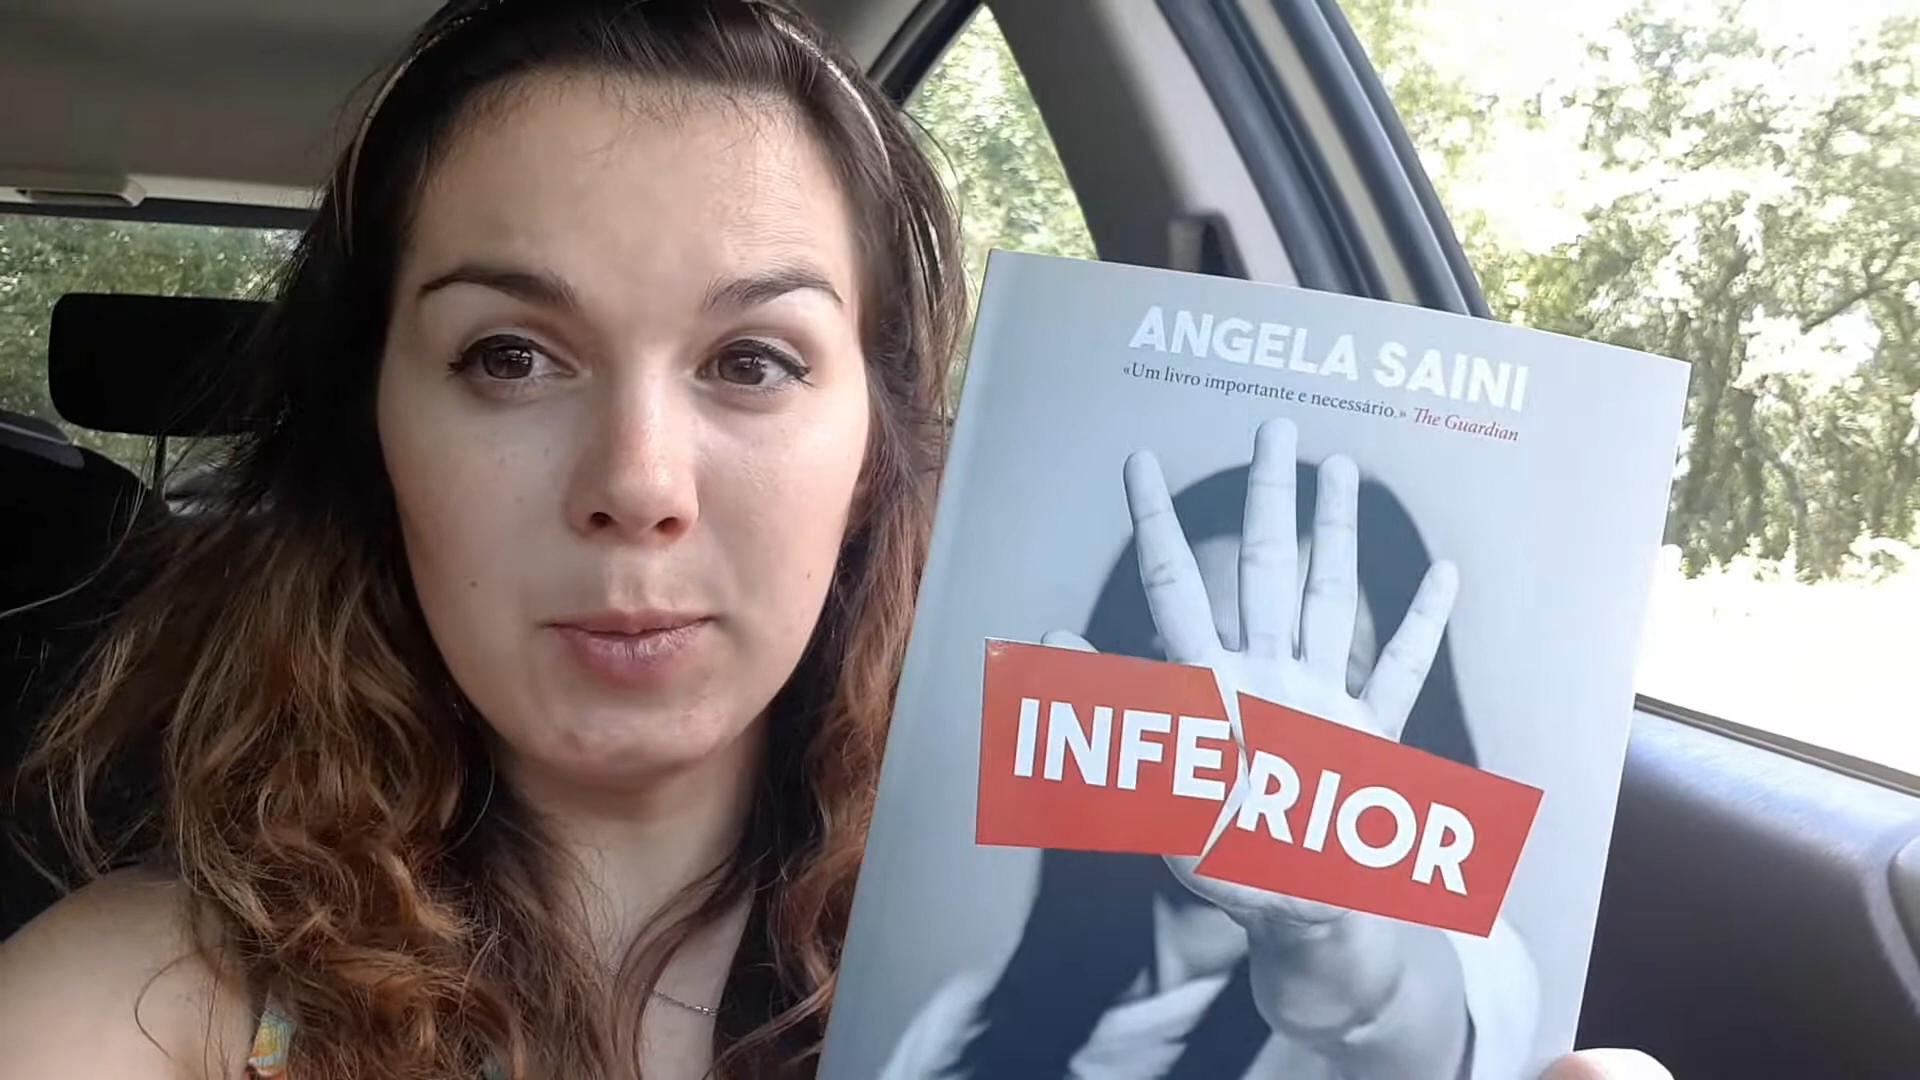 ANGELA SAINI
«Um livro importante e necessário.» The Guardian
INFERIOR